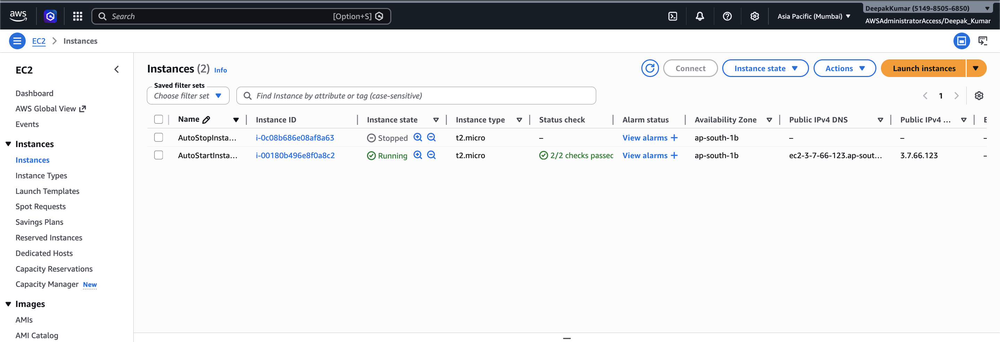 aws Search [Option+S] Asia Pacific (Mumbai) DeepakKumar (5149-8505-6850)
AWSAdministratorAccess/Deepak_Kumar
EC2 Instances
EC2
Dashboard
AWS Global View
Events
Instances
Instances
Instance Types
Launch Templates
Spot Requests
Savings Plans
Reserved Instances
Dedicated Hosts
Capacity Reservations
Capacity Manager New
Images
AMIs
AMI Catalog
Instances (2) Info Connect Instance state Actions Launch instances
Saved filter sets
Choose filter set Find Instance by attribute or tag (case-sensitive) 1
Name Instance ID Instance state Instance type Status check Alarm status Availability Zone Public IPv4 DNS Public IPv4 ...
AutoStopInsta... i-0c08b686e08af8a63 Stopped t2.micro – View alarms + ap-south-1b – – –
AutoStartInsta... i-00180b496e8f0a8c2 Running t2.micro 2/2 checks passec View alarms + ap-south-1b ec2-3-7-66-123.ap-sout... 3.7.66.123 –